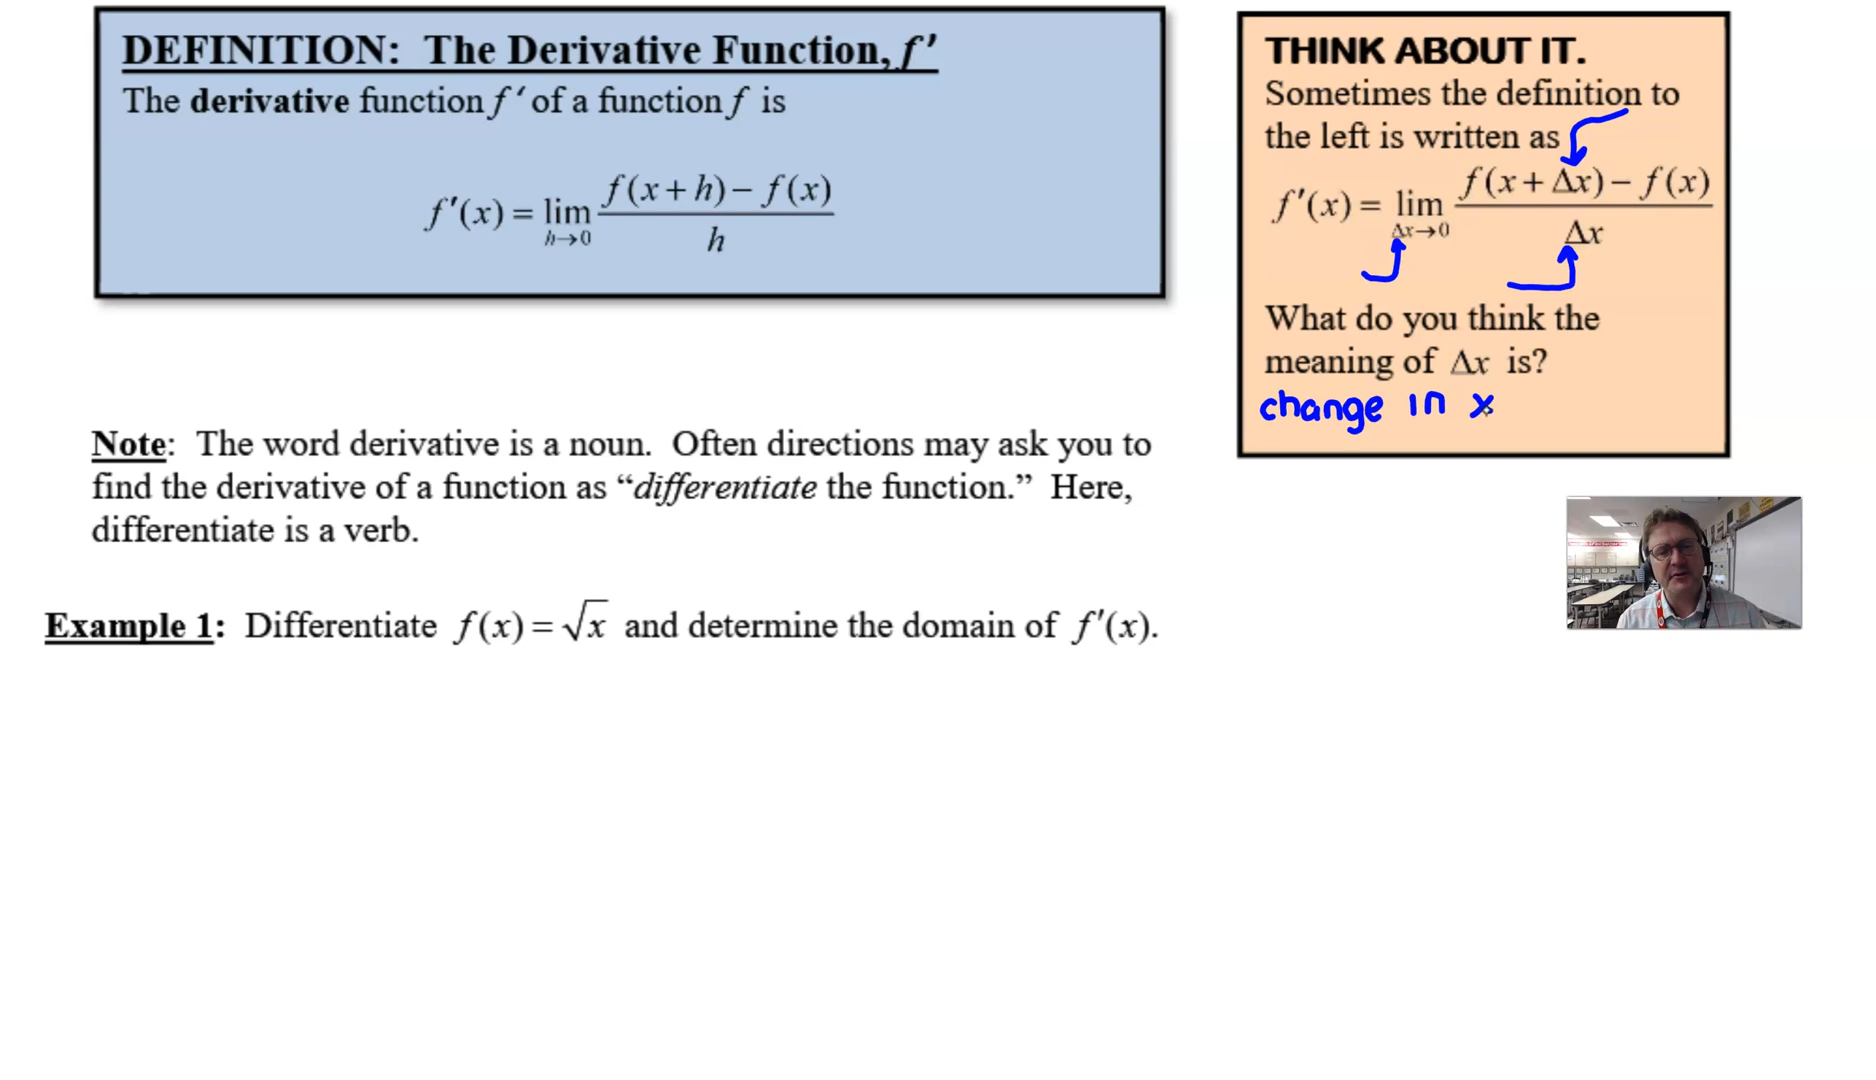 DEFINITION: The Derivative Function, f′
The derivative function f′ of a function f is
f′(x) = lim_{h→0} (f(x+h) − f(x)) / h
THINK ABOUT IT.
Sometimes the definition to
the left is written as
f′(x) = lim_{Δx→0} (f(x+Δx) − f(x)) / Δx
What do you think the
meaning of Δx is?
change in x
Note: The word derivative is a noun. Often directions may ask you to
find the derivative of a function as “differentiate the function.” Here,
differentiate is a verb.
Example 1: Differentiate f(x) = √x and determine the domain of f′(x).